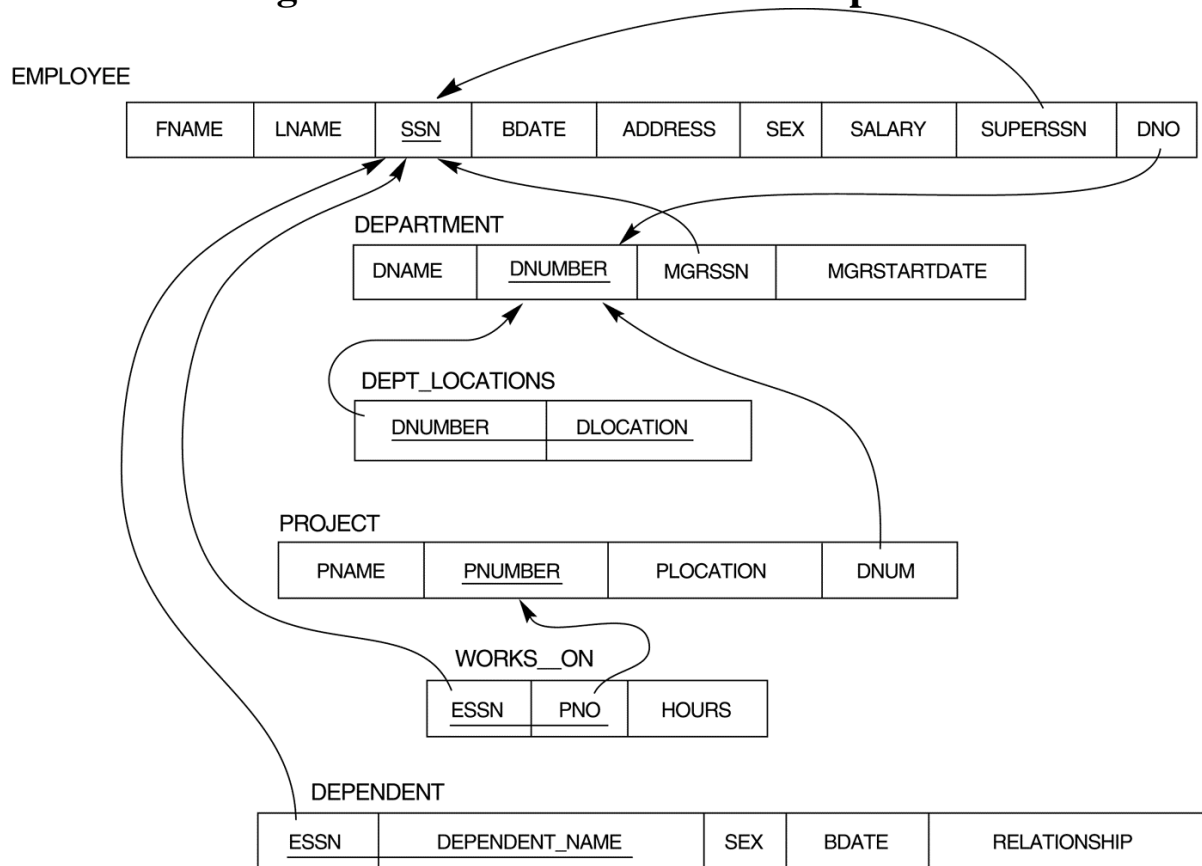 EMPLOYEE
FNAME LNAME SSN BDATE ADDRESS SEX SALARY SUPERSSN DNO
DEPARTMENT
DNAME DNUMBER MGRSSN MGRSTARTDATE
DEPT_LOCATIONS
DNUMBER DLOCATION
PROJECT
PNAME PNUMBER PLOCATION DNUM
WORKS__ON
ESSN PNO HOURS
DEPENDENT
ESSN DEPENDENT_NAME SEX BDATE RELATIONSHIP